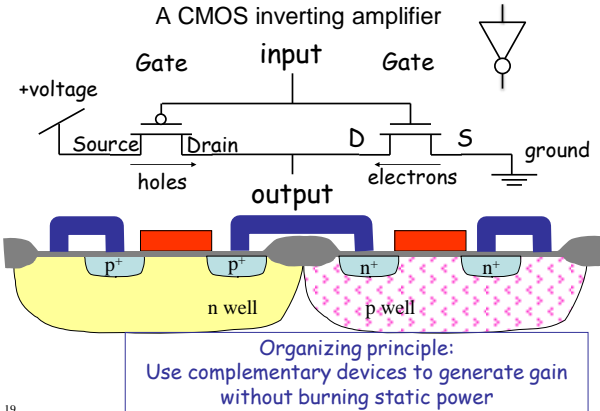 A CMOS inverting amplifier
Gate input Gate
+voltage
Source Drain D S
ground
holes electrons
output
p+ p+ n+ n+
n well p well
Organizing principle:
Use complementary devices to generate gain
without burning static power
19